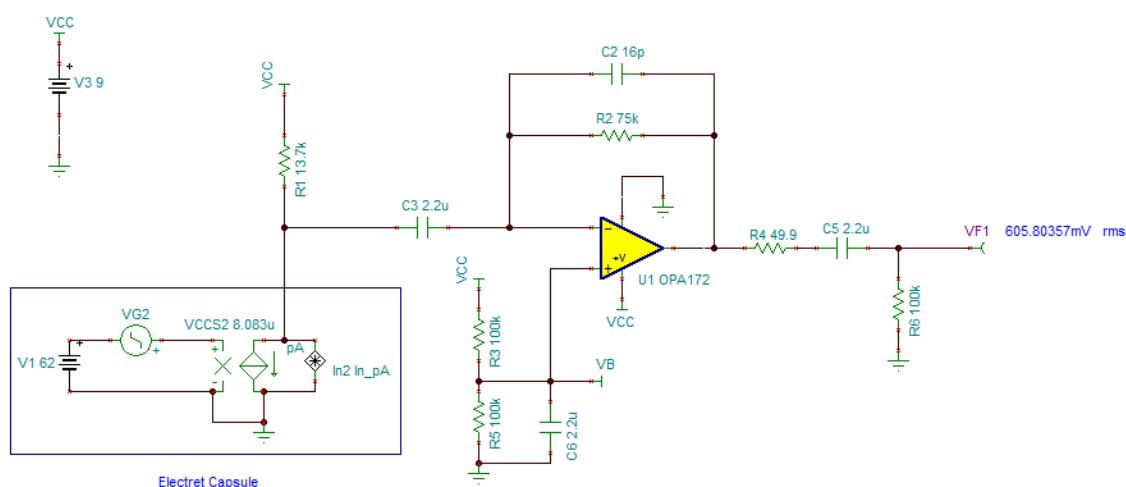 VCC
V3 9
+
VCC
R1 13.7k
C2 16p
R2 75k
C3 2.2u
+V
U1 OPA172
VCC
R4 49.9
C5 2.2u
VF1 605.80357mV rms
R6 100k
VCC
R3 100k
VB
R5 100k
C6 2.2u
VG2
VCCS2 8.083u
V1 62
+
+
+
-
pA
In2 In_pA
Electret Capsule